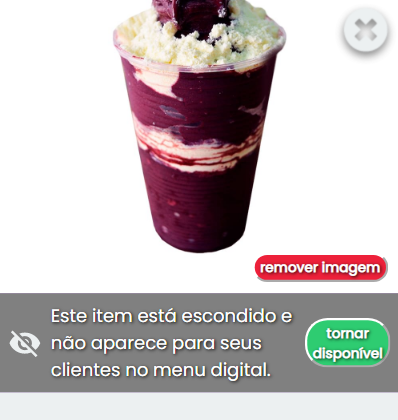 remover imagem
Este item está escondido e
não aparece para seus
clientes no menu digital.
tornar
disponível